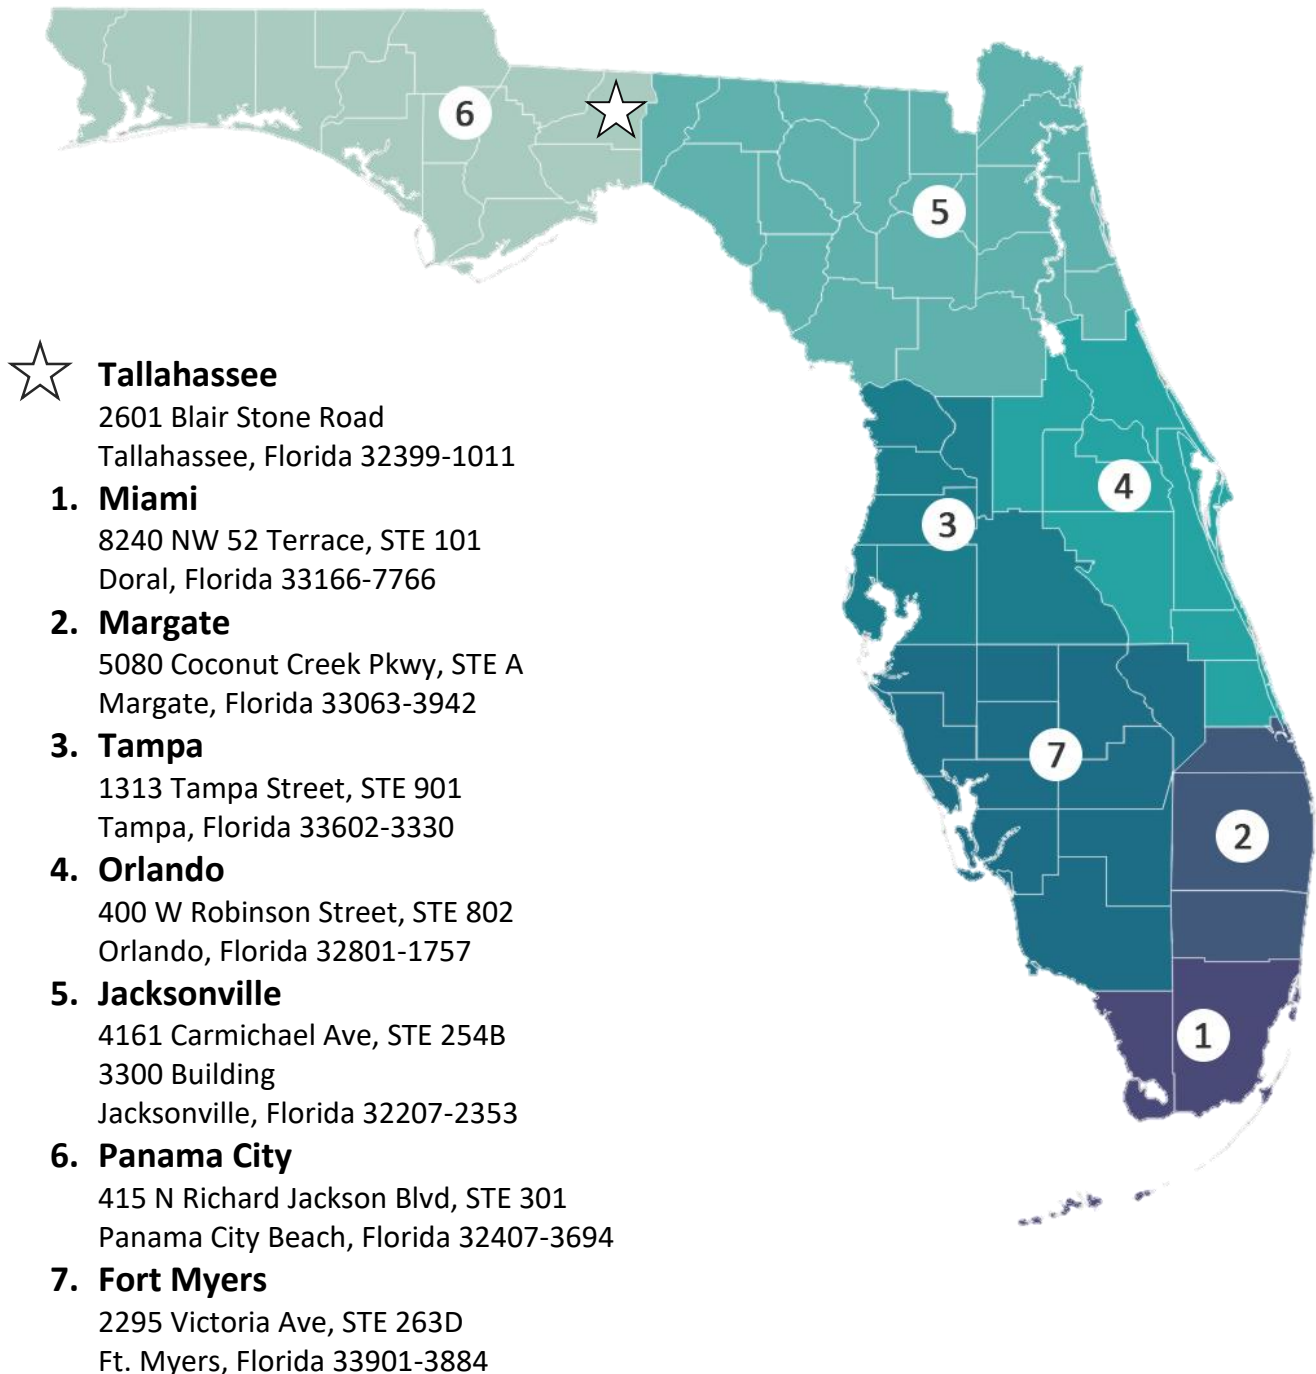 6
5
4
3
7
2
1
Tallahassee
2601 Blair Stone Road
Tallahassee, Florida 32399-1011
1. Miami
8240 NW 52 Terrace, STE 101
Doral, Florida 33166-7766
2. Margate
5080 Coconut Creek Pkwy, STE A
Margate, Florida 33063-3942
3. Tampa
1313 Tampa Street, STE 901
Tampa, Florida 33602-3330
4. Orlando
400 W Robinson Street, STE 802
Orlando, Florida 32801-1757
5. Jacksonville
4161 Carmichael Ave, STE 254B
3300 Building
Jacksonville, Florida 32207-2353
6. Panama City
415 N Richard Jackson Blvd, STE 301
Panama City Beach, Florida 32407-3694
7. Fort Myers
2295 Victoria Ave, STE 263D
Ft. Myers, Florida 33901-3884